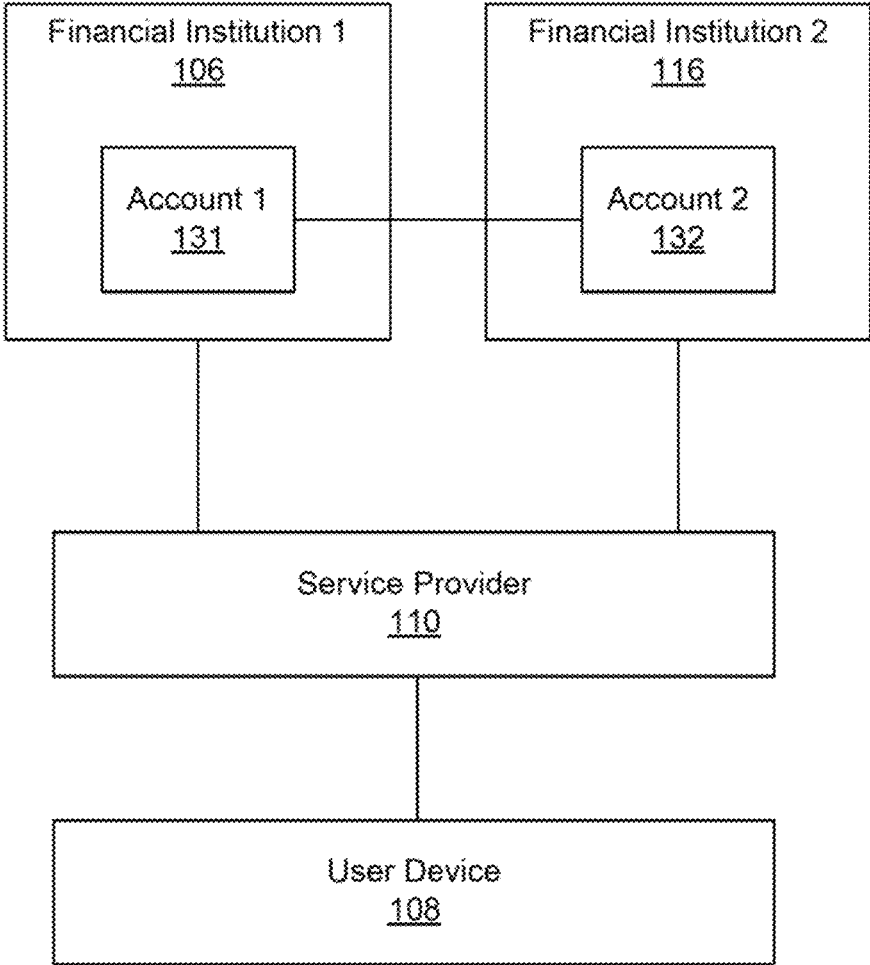 Financial Institution 1
106
Financial Institution 2
116
Account 1
131
Account 2
132
Service Provider
110
User Device
108